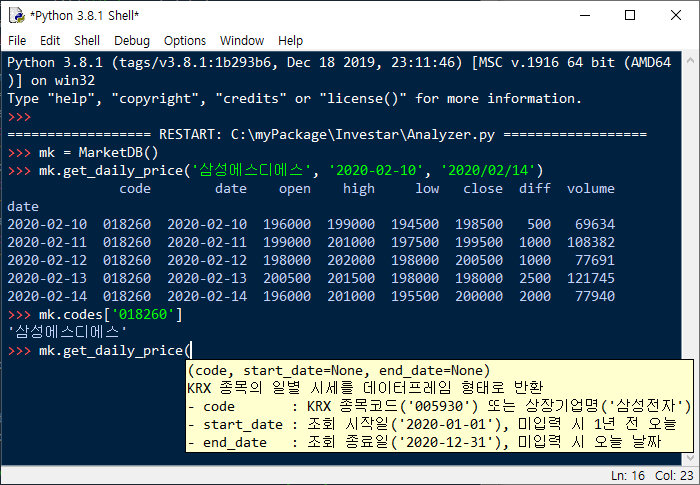 *Python 3.8.1 Shell*
File Edit Shell Debug Options Window Help
Python 3.8.1 (tags/v3.8.1:1b293b6, Dec 18 2019, 23:11:46) [MSC v.1916 64 bit (AMD64
)] on win32
Type "help", "copyright", "credits" or "license()" for more information.
>>>
================== RESTART: C:\myPackage\Investar\Analyzer.py ==================
>>> mk = MarketDB()
>>> mk.get_daily_price('삼성에스디에스', '2020-02-10', '2020/02/14')
code date open high low close diff volume
date
2020-02-10 018260 2020-02-10 196000 199000 194500 198500 500 69634
2020-02-11 018260 2020-02-11 199000 201000 197500 199500 1000 108382
2020-02-12 018260 2020-02-12 198000 202000 198000 200500 1000 77691
2020-02-13 018260 2020-02-13 200500 201500 198000 198000 2500 121745
2020-02-14 018260 2020-02-14 196000 201000 195500 200000 2000 77940
>>> mk.codes['018260']
'삼성에스디에스'
>>> mk.get_daily_price(
(code, start_date=None, end_date=None)
KRX 종목의 일별 시세를 데이터프레임 형태로 반환
- code : KRX 종목코드('005930') 또는 상장기업명('삼성전자')
- start_date : 조회 시작일('2020-01-01'), 미입력 시 1년 전 오늘
- end_date : 조회 종료일('2020-12-31'), 미입력 시 오늘 날짜
Ln: 16 Col: 23